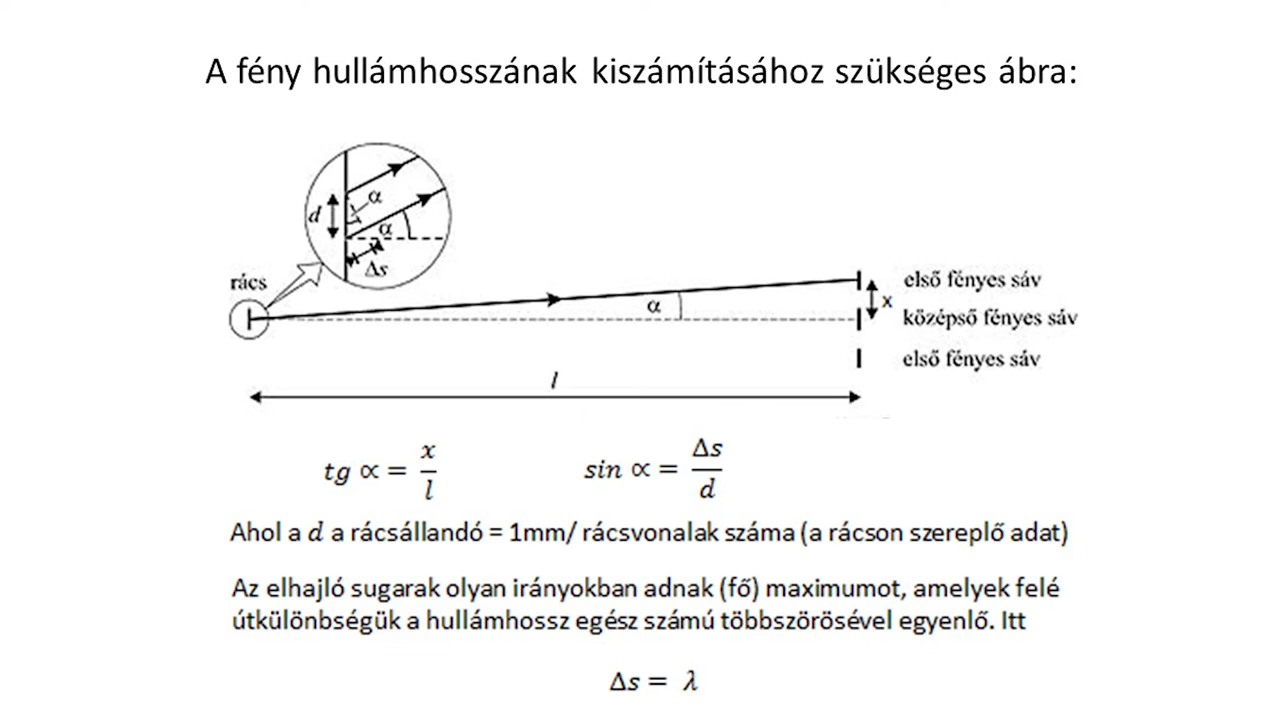 A fény hullámhosszának kiszámításához szükséges ábra:
α
d
α
Δs
rács
első fényes sáv
α
x
középső fényes sáv
első fényes sáv
l
tg ∝ = x/l
sin ∝ = Δs/d
Ahol a d a rácsállandó = 1mm/ rácsvonalak száma (a rácson szereplő adat)
Az elhajló sugarak olyan irányokban adnak (fő) maximumot, amelyek felé
útkülönbségük a hullámhossz egész számú többszörösével egyenlő. Itt
Δs = λ